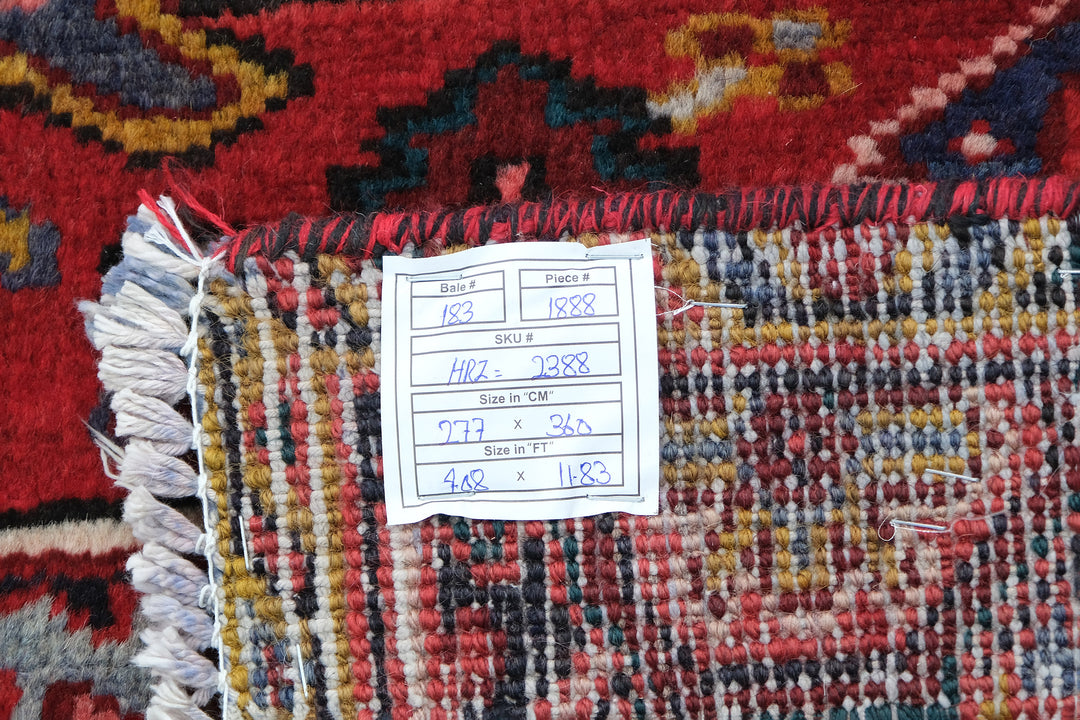 Bale # Piece #
183 1888
SKU #
HRZ = 2388
Size in "CM"
277 x 360
Size in "FT"
4.08 x 11.83